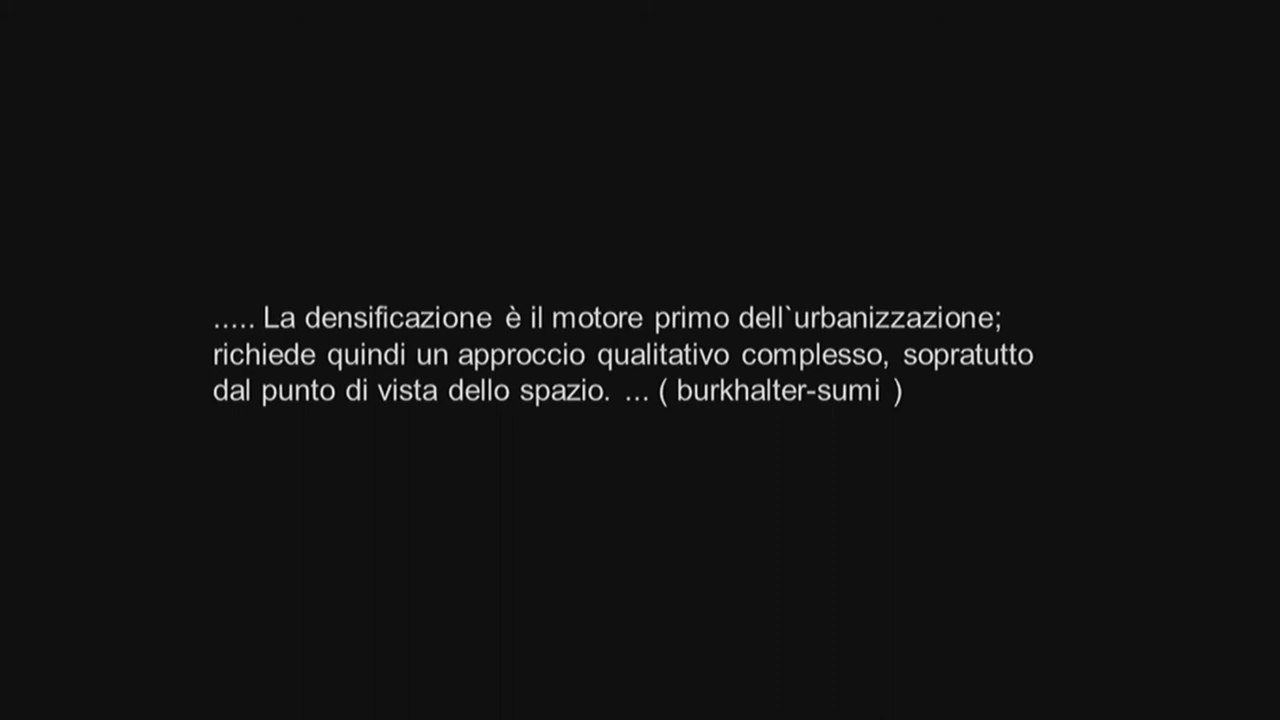 ..... La densificazione è il motore primo dell`urbanizzazione;
richiede quindi un approccio qualitativo complesso, sopratutto
dal punto di vista dello spazio. ... ( burkhalter-sumi )